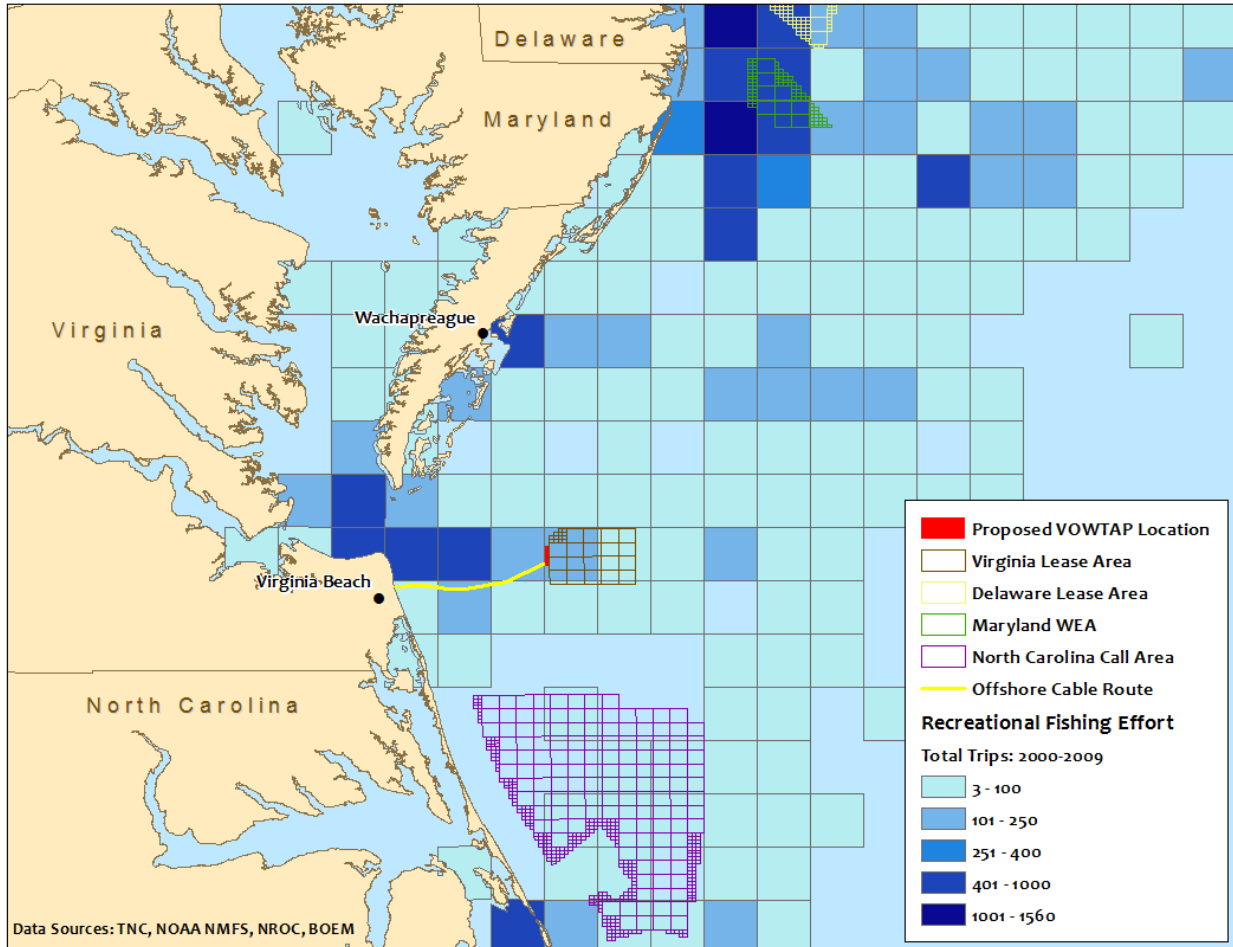 Delaware
Maryland
Wachapreague
Virginia
Virginia Beach
North Carolina
Proposed VOWTAP Location
Virginia Lease Area
Delaware Lease Area
Maryland WEA
North Carolina Call Area
Offshore Cable Route
Recreational Fishing Effort
Total Trips: 2000-2009
3 - 100
101 - 250
251 - 400
401 - 1000
1001 - 1560
Data Sources: TNC, NOAA NMFS, NROC, BOEM